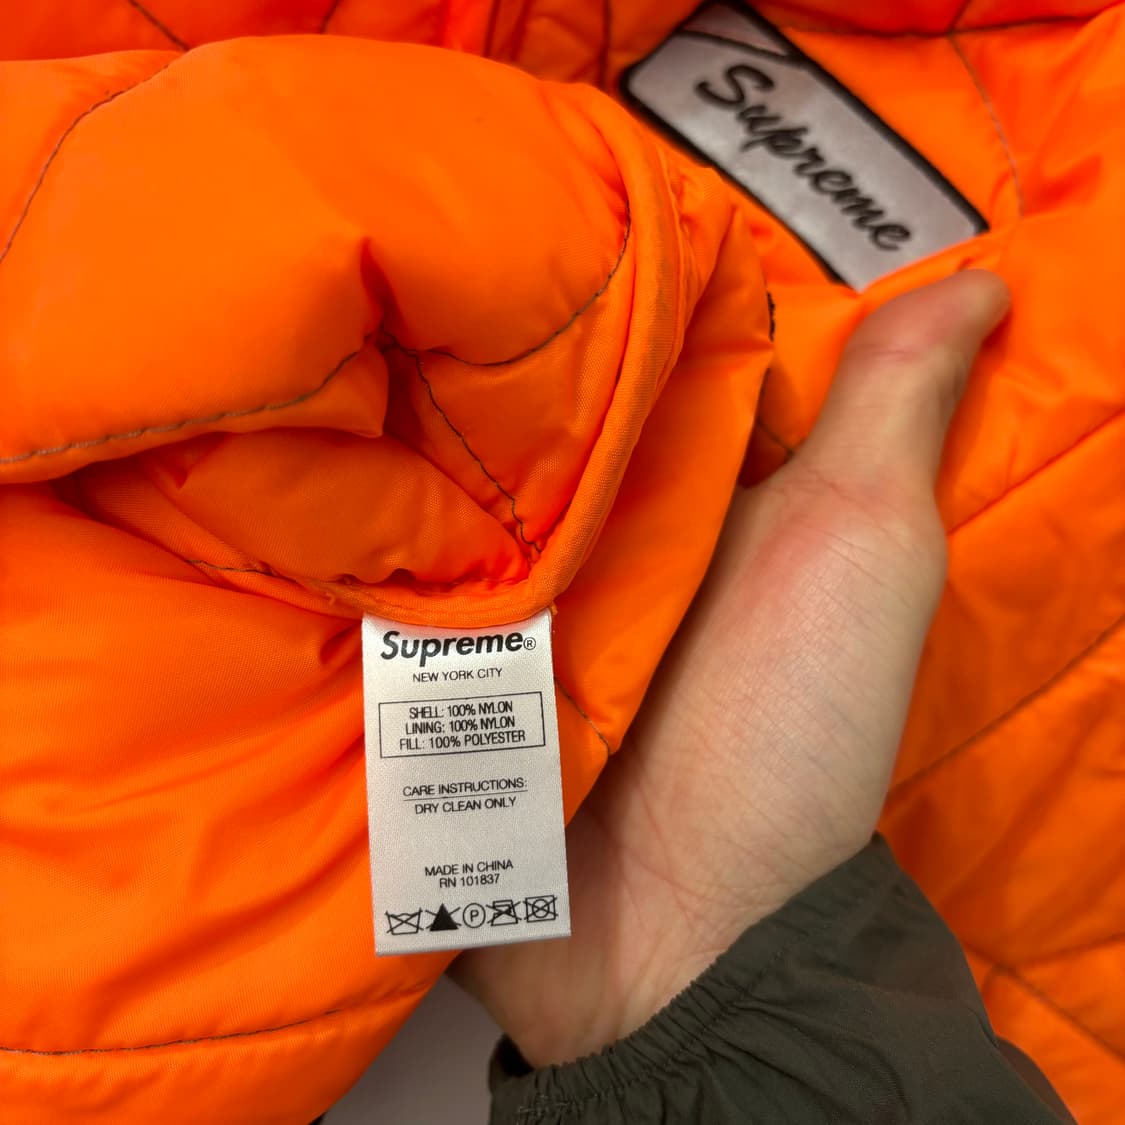 Supreme
Supreme®
NEW YORK CITY
SHELL: 100% NYLON
LINING: 100% NYLON
FILL: 100% POLYESTER
CARE INSTRUCTIONS:
DRY CLEAN ONLY
MADE IN CHINA
RN 101837
P